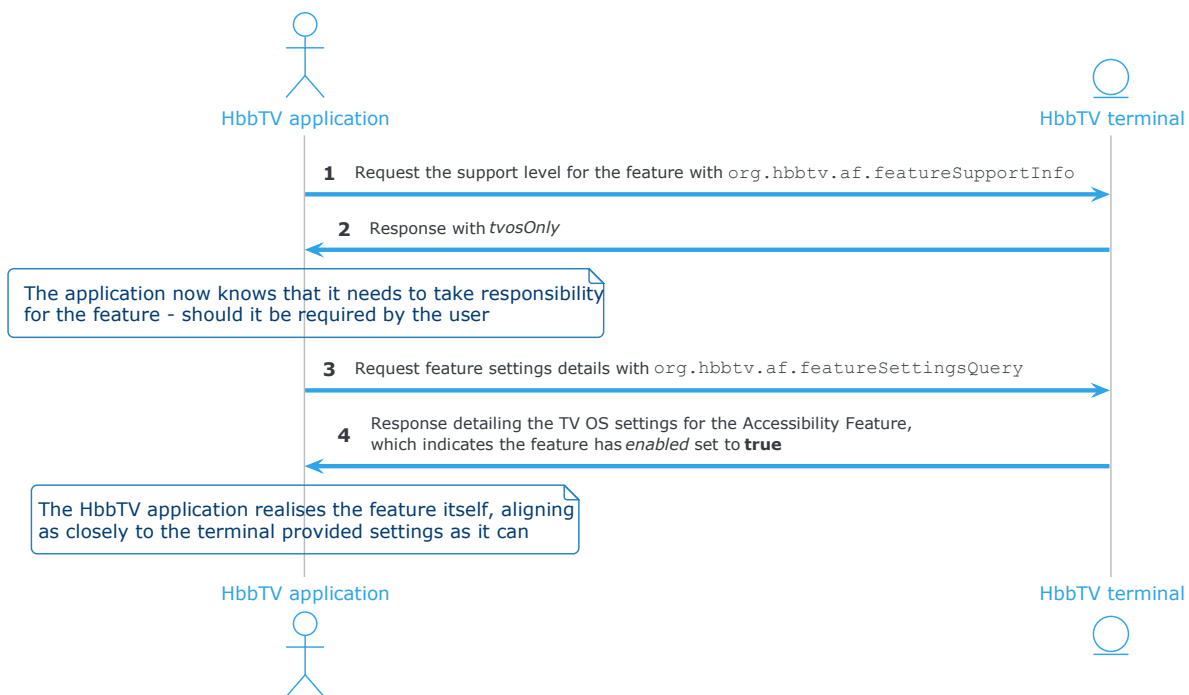 HbbTV application HbbTV terminal
1 Request the support level for the feature with org.hbbtv.af.featureSupportInfo
2 Response with tvosOnly
The application now knows that it needs to take responsibility
for the feature - should it be required by the user
3 Request feature settings details with org.hbbtv.af.featureSettingsQuery
4 Response detailing the TV OS settings for the Accessibility Feature,
which indicates the feature has enabled set to true
The HbbTV application realises the feature itself, aligning
as closely to the terminal provided settings as it can
HbbTV application HbbTV terminal